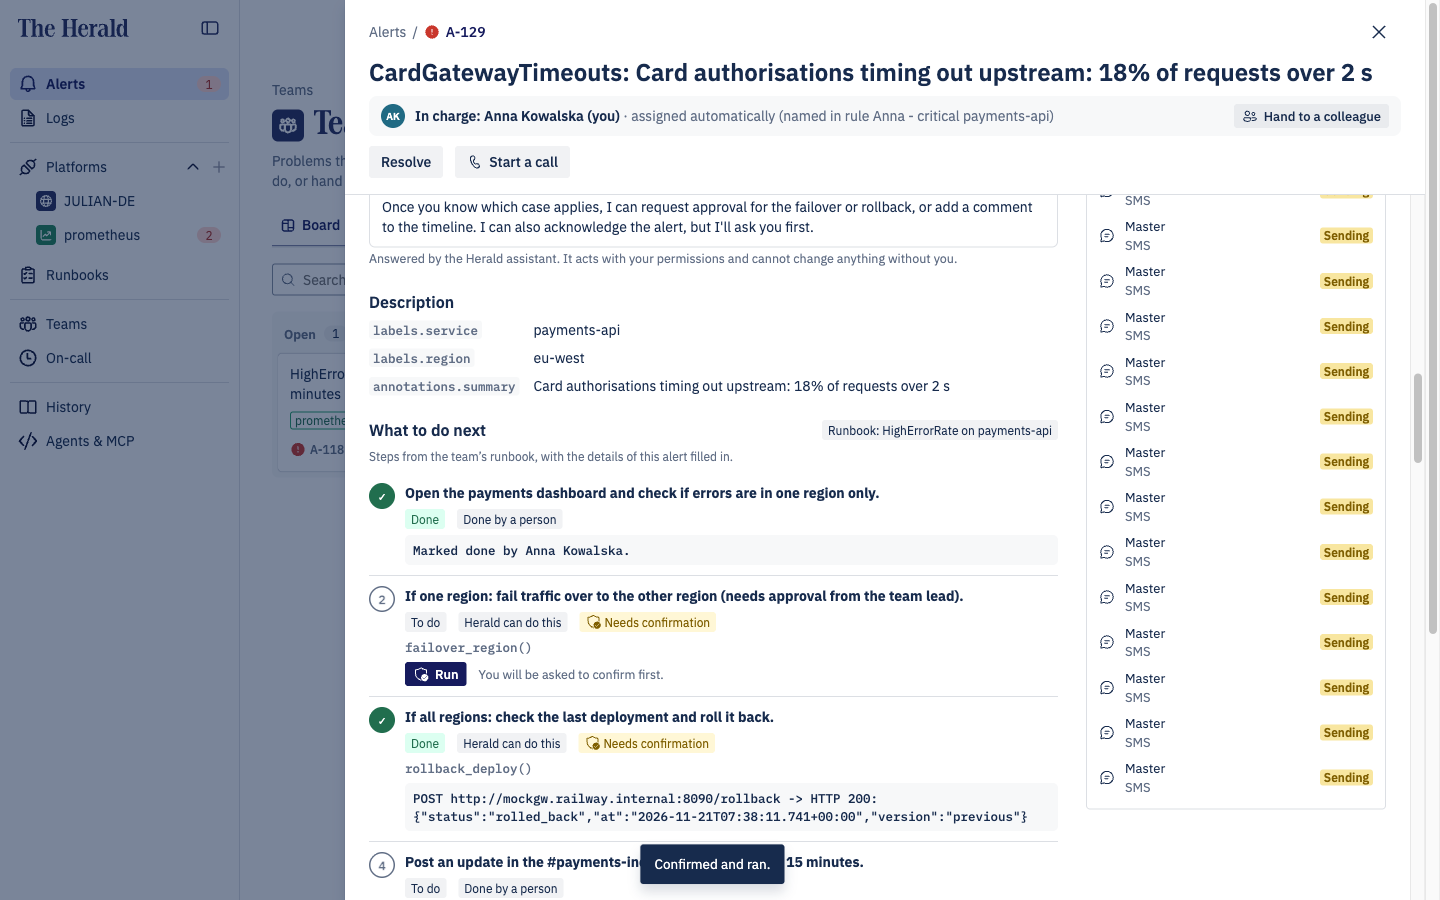 The Herald
Alerts
1
Logs
Platforms
JULIAN-DE
prometheus
2
Runbooks
Teams
On-call
History
Agents & MCP
Teams
Problems th
do, or hand
Board
Search
Open 1
HighErro
minutes
promethe
A-118
Alerts / A-129
CardGatewayTimeouts: Card authorisations timing out upstream: 18% of requests over 2 s
AK
In charge: Anna Kowalska (you) · assigned automatically (named in rule Anna - critical payments-api)
Hand to a colleague
Resolve
Start a call
Once you know which case applies, I can request approval for the failover or rollback, or add a comment
to the timeline. I can also acknowledge the alert, but I'll ask you first.
Answered by the Herald assistant. It acts with your permissions and cannot change anything without you.
Description
labels.service payments-api
labels.region eu-west
annotations.summary Card authorisations timing out upstream: 18% of requests over 2 s
What to do next
Runbook: HighErrorRate on payments-api
Steps from the team's runbook, with the details of this alert filled in.
Open the payments dashboard and check if errors are in one region only.
Done Done by a person
Marked done by Anna Kowalska.
2 If one region: fail traffic over to the other region (needs approval from the team lead).
To do Herald can do this Needs confirmation
failover_region()
Run You will be asked to confirm first.
If all regions: check the last deployment and roll it back.
Done Herald can do this Needs confirmation
rollback_deploy()
POST http://mockgw.railway.internal:8090/rollback -> HTTP 200:
{"status":"rolled_back","at":"2026-11-21T07:38:11.741+00:00","version":"previous"}
4 Post an update in the #payments-in 15 minutes.
To do Done by a person
Confirmed and ran.
SMS
Master
SMS
Sending
Master
SMS
Sending
Master
SMS
Sending
Master
SMS
Sending
Master
SMS
Sending
Master
SMS
Sending
Master
SMS
Sending
Master
SMS
Sending
Master
SMS
Sending
Master
SMS
Sending
Master
SMS
Sending
Master
SMS
Sending
Master
SMS
Sending